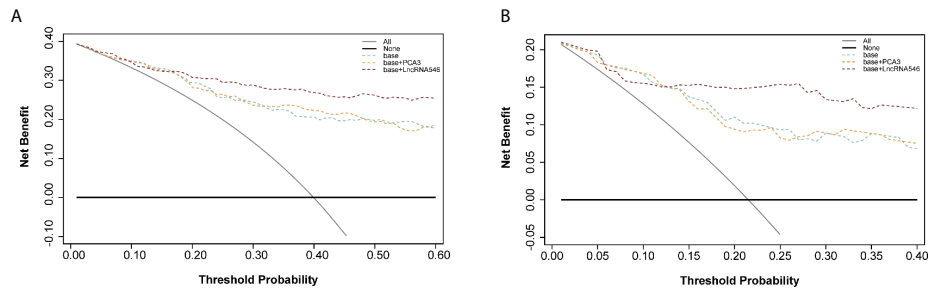 A
Net Benefit
0.40
0.30
0.20
0.10
0.00
-0.10
All
None
base
base+PCA3
base+LncRNA546
0.00 0.10 0.20 0.30 0.40 0.50 0.60
Threshold Probability
B
Net Benefit
0.20
0.15
0.10
0.05
0.00
-0.05
All
None
base
base+PCA3
base+LncRNA546
0.00 0.05 0.10 0.15 0.20 0.25 0.30 0.35 0.40
Threshold Probability